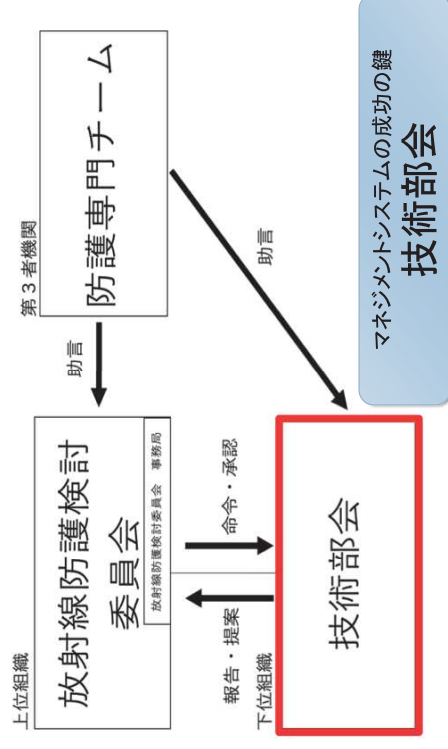 上位組織
放射線防護検討
委員会
放射線防護検討委員会　事務局
第3者機関
防護専門チーム
助言
助言
報告・提案
命令・承認
下位組織
技術部会
マネジメントシステムの成功の鍵
技術部会